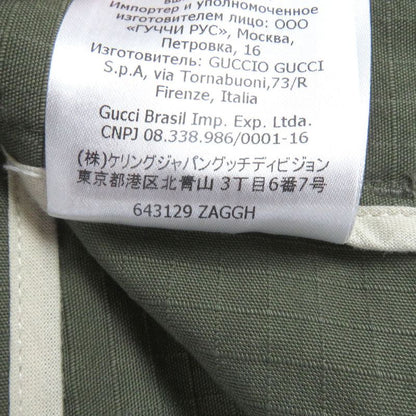 Импортер и уполномоченное
изготовителем лицо: ООО
"ГУЧЧИ РУС", Москва,
Петровка, 16
Изготовитель: GUCCIO GUCCI
S.p.A, via Tornabuoni,73/R
Firenze, Italia
Gucci Brasil Imp. Exp. Ltda.
CNPJ 08.338.986/0001-16
(株)ケリングジャパングッチディビジョン
東京都港区北青山 3丁目6番7号
643129 ZAGGH